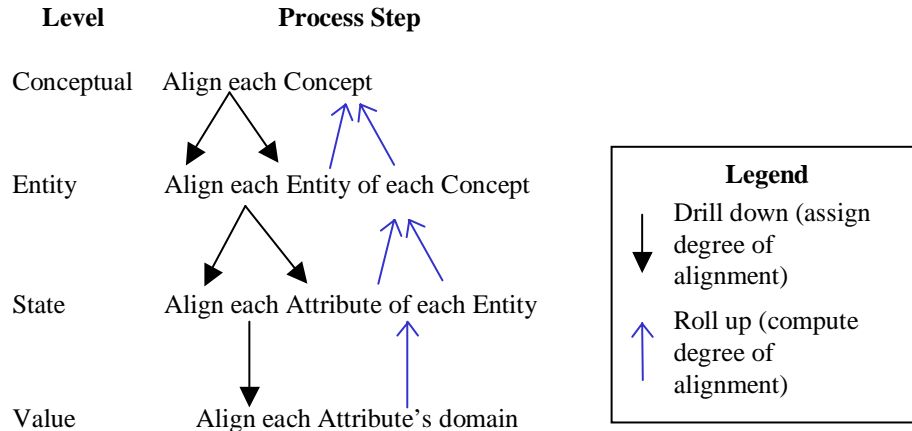 Level Process Step
Conceptual Align each Concept
Entity Align each Entity of each Concept
State Align each Attribute of each Entity
Value Align each Attribute's domain
Legend
Drill down (assign
degree of
alignment)
Roll up (compute
degree of
alignment)